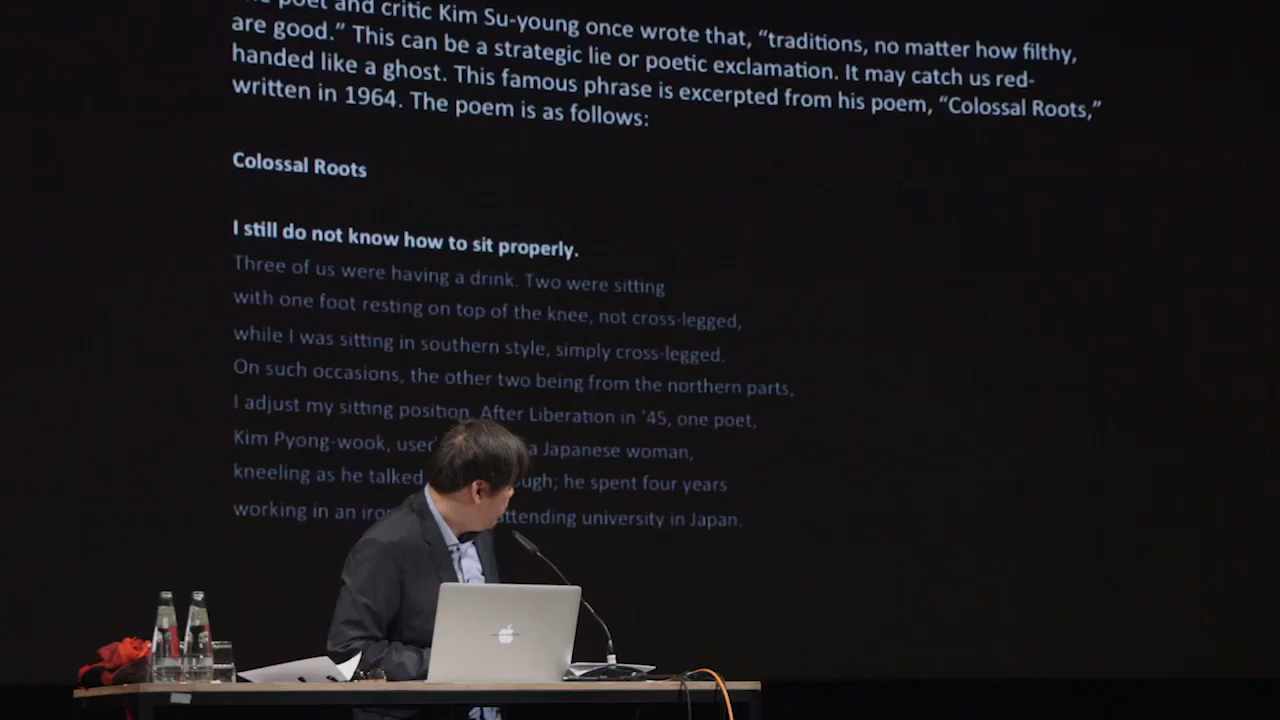 poet and critic Kim Su-young once wrote that, “traditions, no matter how filthy,
are good.” This can be a strategic lie or poetic exclamation. It may catch us red-
handed like a ghost. This famous phrase is excerpted from his poem, “Colossal Roots,”
written in 1964. The poem is as follows:
Colossal Roots
I still do not know how to sit properly.
Three of us were having a drink. Two were sitting
with one foot resting on top of the knee, not cross-legged,
while I was sitting in southern style, simply cross-legged.
On such occasions, the other two being from the northern parts,
I adjust my sitting position. After Liberation in ’45, one poet,
Kim Pyong-wook, a Japanese woman,
kneeling as he talked he spent four years
working in an attending university in Japan.